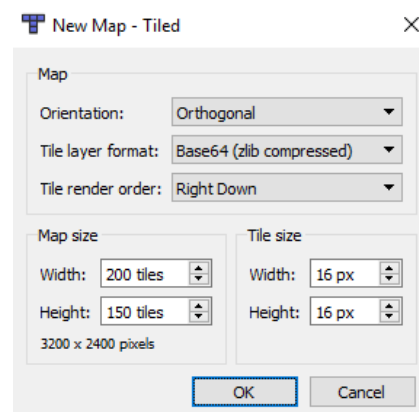 New Map - Tiled
Map
Orientation: Orthogonal
Tile layer format: Base64 (zlib compressed)
Tile render order: Right Down
Map size
Width: 200 tiles
Height: 150 tiles
3200 x 2400 pixels
Tile size
Width: 16 px
Height: 16 px
OK
Cancel